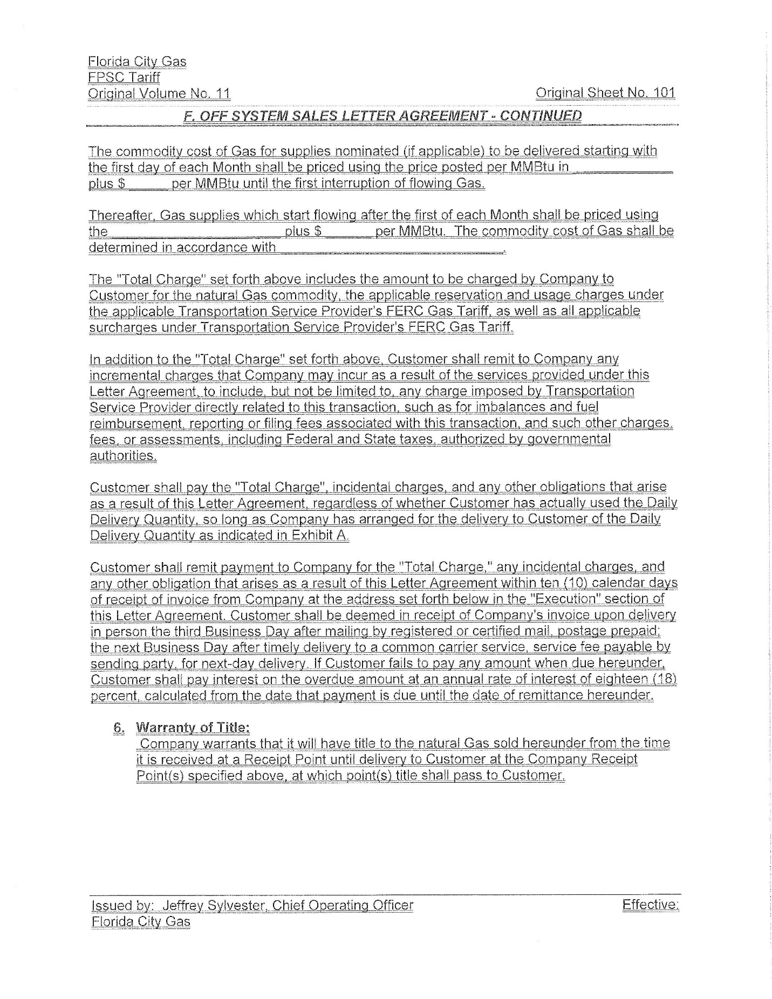 Florida City Gas
FPSC Tariff
Original Volume No. 11
Original Sheet No. 101
F. OFF SYSTEM SALES LETTER AGREEMENT - CONTINUED
The commodity cost of Gas for supplies nominated (if applicable) to be delivered starting with
the first day of each Month shall be priced using the price posted per MMBtu in ______________
plus $ _____ per MMBtu until the first interruption of flowing Gas.
Thereafter, Gas supplies which start flowing after the first of each Month shall be priced using
the ________________________ plus $ ______ per MMBtu. The commodity cost of Gas shall be
determined in accordance with ________________________________.
The "Total Charge" set forth above includes the amount to be charged by Company to
Customer for the natural Gas commodity, the applicable reservation and usage charges under
the applicable Transportation Service Provider's FERC Gas Tariff, as well as all applicable
surcharges under Transportation Service Provider's FERC Gas Tariff.
In addition to the "Total Charge" set forth above, Customer shall remit to Company any
incremental charges that Company may incur as a result of the services provided under this
Letter Agreement, to include, but not be limited to, any charge imposed by Transportation
Service Provider directly related to this transaction, such as for imbalances and fuel
reimbursement, reporting or filing fees associated with this transaction, and such other charges,
fees, or assessments, including Federal and State taxes, authorized by governmental
authorities.
Customer shall pay the "Total Charge", incidental charges, and any other obligations that arise
as a result of this Letter Agreement, regardless of whether Customer has actually used the Daily
Delivery Quantity, so long as Company has arranged for the delivery to Customer of the Daily
Delivery Quantity as indicated in Exhibit A.
Customer shall remit payment to Company for the "Total Charge," any incidental charges, and
any other obligation that arises as a result of this Letter Agreement within ten (10) calendar days
of receipt of invoice from Company at the address set forth below in the "Execution" section of
this Letter Agreement. Customer shall be deemed in receipt of Company's invoice upon delivery
in person the third Business Day after mailing by registered or certified mail, postage prepaid;
the next Business Day after timely delivery to a common carrier service, service fee payable by
sending party, for next-day delivery. If Customer fails to pay any amount when due hereunder,
Customer shall pay interest on the overdue amount at an annual rate of interest of eighteen (18)
percent, calculated from the date that payment is due until the date of remittance hereunder.
6. Warranty of Title:
Company warrants that it will have title to the natural Gas sold hereunder from the time
it is received at a Receipt Point until delivery to Customer at the Company Receipt
Point(s) specified above, at which point(s) title shall pass to Customer.
Issued by: Jeffrey Sylvester, Chief Operating Officer
Effective:
Florida City Gas